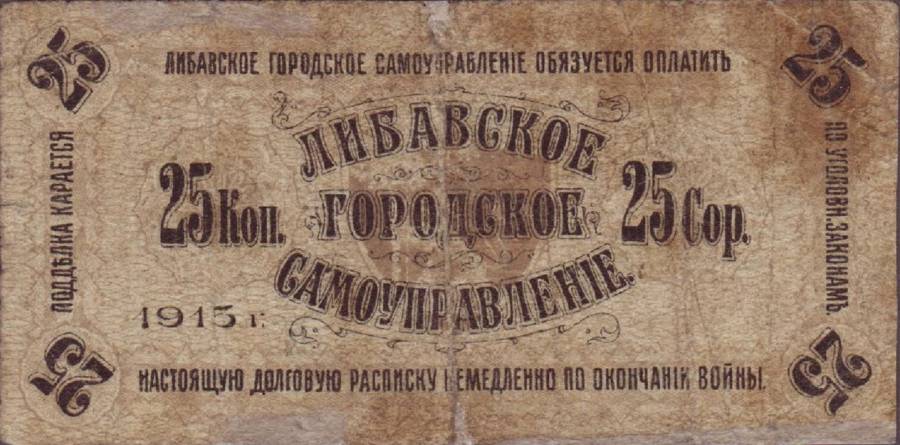 25
25
ЛИБАВСКОЕ ГОРОДСКОЕ САМОУПРАВЛЕНІЕ ОБЯЗУЕТСЯ ОПЛАТИТЬ
ПОДДѢЛКА КАРАЕТСЯ
25 Коп.
ЛИБАВСКОЕ
ГОРОДСКОЕ
САМОУПРАВЛЕНІЕ.
25 Cop.
ПО УГОЛОВН. ЗАКОНАМЪ.
1915 г.
НАСТОЯЩУЮ ДОЛГОВУЮ РАСПИСКУ НЕМЕДЛЕННО ПО ОКОНЧАНІИ ВОЙНЫ.
25
25